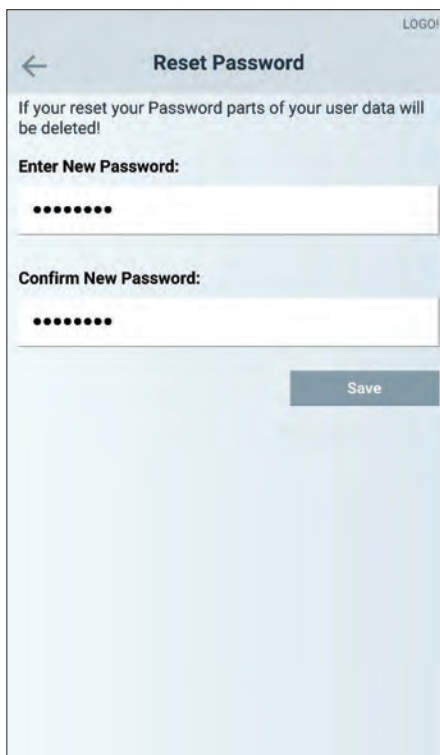 LOGO!
Reset Password
If your reset your Password parts of your user data will
be deleted!
Enter New Password:
••••••••
Confirm New Password:
••••••••
Save